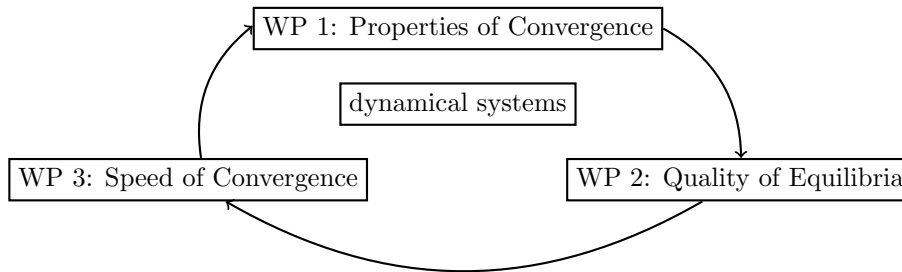 WP 1: Properties of Convergence
dynamical systems
WP 3: Speed of Convergence
WP 2: Quality of Equilibria